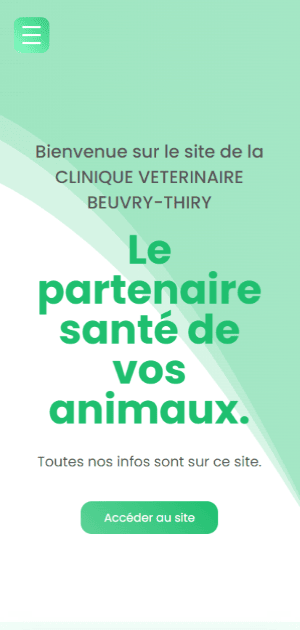 Bienvenue sur le site de la
CLINIQUE VETERINAIRE
BEUVRY-THIRY
Le
partenaire
santé de
vos
animaux.
Toutes nos infos sont sur ce site.
Accéder au site